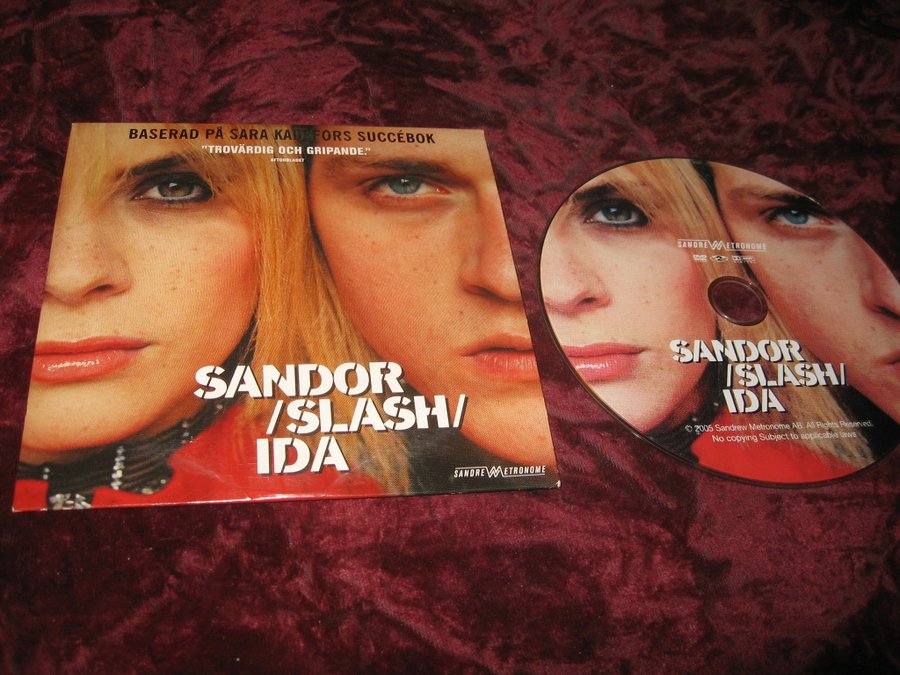 BASERAD PÅ SARA KADEFORS SUCCÉBOK
"TROVÄRDIG OCH GRIPANDE."
AFTONBLADET
SANDOR
/SLASH/
IDA
SANDREW METRONOME
SANDREW METRONOME
DVD
SANDOR
/SLASH/
IDA
© 2005 Sandrew Metronome AB. All Rights Reserved.
No copying Subject to applicable laws